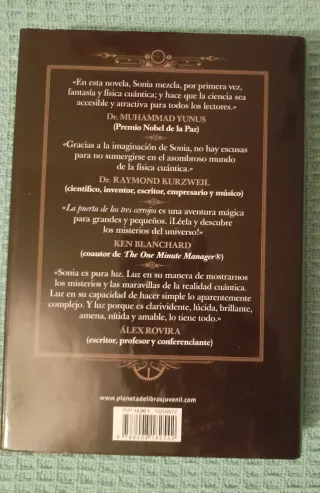 «En esta novela, Sonia mezcla, por primera vez,
fantasía y física cuántica; y hace que la ciencia sea
accesible y atractiva para todos los lectores.»
Dr. MUHAMMAD YUNUS
(Premio Nobel de la Paz)
«Gracias a la imaginación de Sonia, no hay excusas
para no sumergirse en el asombroso mundo
de la física cuántica.»
Dr. RAYMOND KURZWEIL
(científico, inventor, escritor, empresario y músico)
«La puerta de los tres cerrojos es una aventura mágica
para grandes y pequeños. ¡Léela y descubre
los misterios del universo!»
KEN BLANCHARD
(coautor de The One Minute Manager®)
«Sonia es pura luz. Luz en su manera de mostrarnos
los misterios y las maravillas de la realidad cuántica.
Luz en su capacidad de hacer simple lo aparentemente
complejo. Y luz porque es clarividente, lúcida, brillante,
amena, nítida y amable, lo tiene todo.»
ÁLEX ROVIRA
(escritor, profesor y conferenciante)
www.planetadelibrosjuvenil.com
PVP